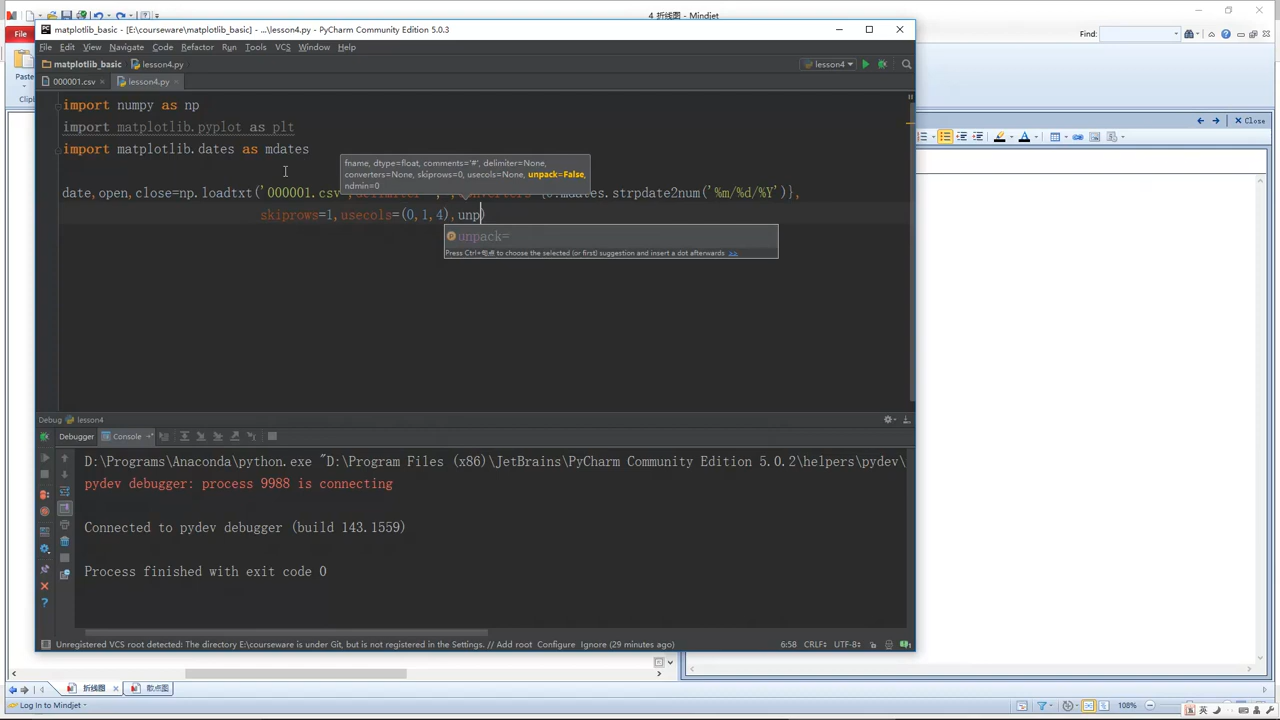 4 折线图 - Mindjet
File
Find:
Paste
Clipl
Close
matplotlib_basic - [E:\courseware\matplotlib_basic] - ...\lesson4.py - PyCharm Community Edition 5.0.3
File Edit View Navigate Code Refactor Run Tools VCS Window Help
matplotlib_basic lesson4.py
lesson4
000001.csv lesson4.py
import numpy as np
import matplotlib.pyplot as plt
import matplotlib.dates as mdates
fname, dtype=float, comments='#', delimiter=None,
converters=None, skiprows=0, usecols=None, unpack=False,
ndmin=0
date,open,close=np.loadtxt('000001.csv mdates.strpdate2num('%m/%d/%Y')},
skiprows=1,usecols=(0,1,4),unp)
unpack=
Press Ctrl+句点 to choose the selected (or first) suggestion and insert a dot afterwards >>
Debug lesson4
Debugger Console
D:\Programs\Anaconda\python.exe "D:\Program Files (x86)\JetBrains\PyCharm Community Edition 5.0.2\helpers\pydev\
pydev debugger: process 9988 is connecting
Connected to pydev debugger (build 143.1559)
Process finished with exit code 0
Unregistered VCS root detected: The directory E:\courseware is under Git, but is not registered in the Settings. // Add root Configure Ignore (29 minutes ago)
6:58 CRLF UTF-8
折线图 散点图
Log In to Mindjet
108%
英